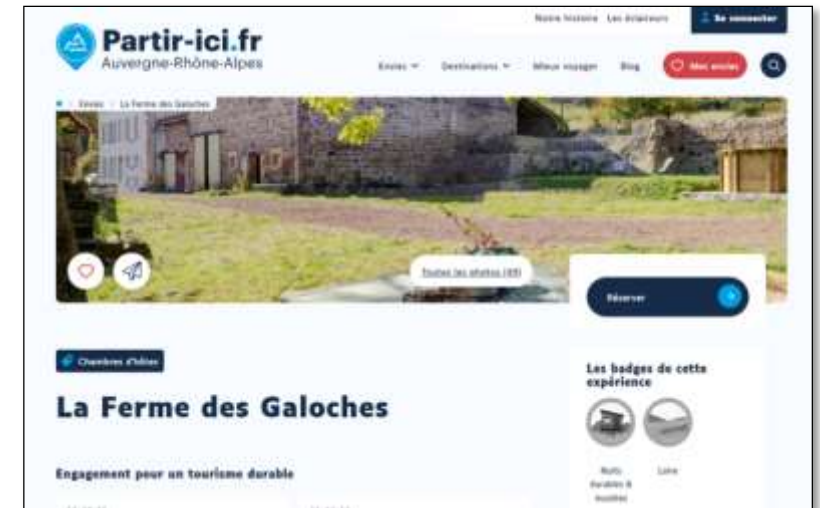 Notre histoire Les éclaireurs Se connecter
Partir-ici.fr
Auvergne-Rhône-Alpes
Envies Destinations Mieux voyager Blog Mes envies
Envies La Ferme des Galoches
Toutes les photos (49)
Réserver
Chambres d'hôtes
La Ferme des Galoches
Les badges de cette
expérience
Nuits
durables &
insolites
Loire
Engagement pour un tourisme durable